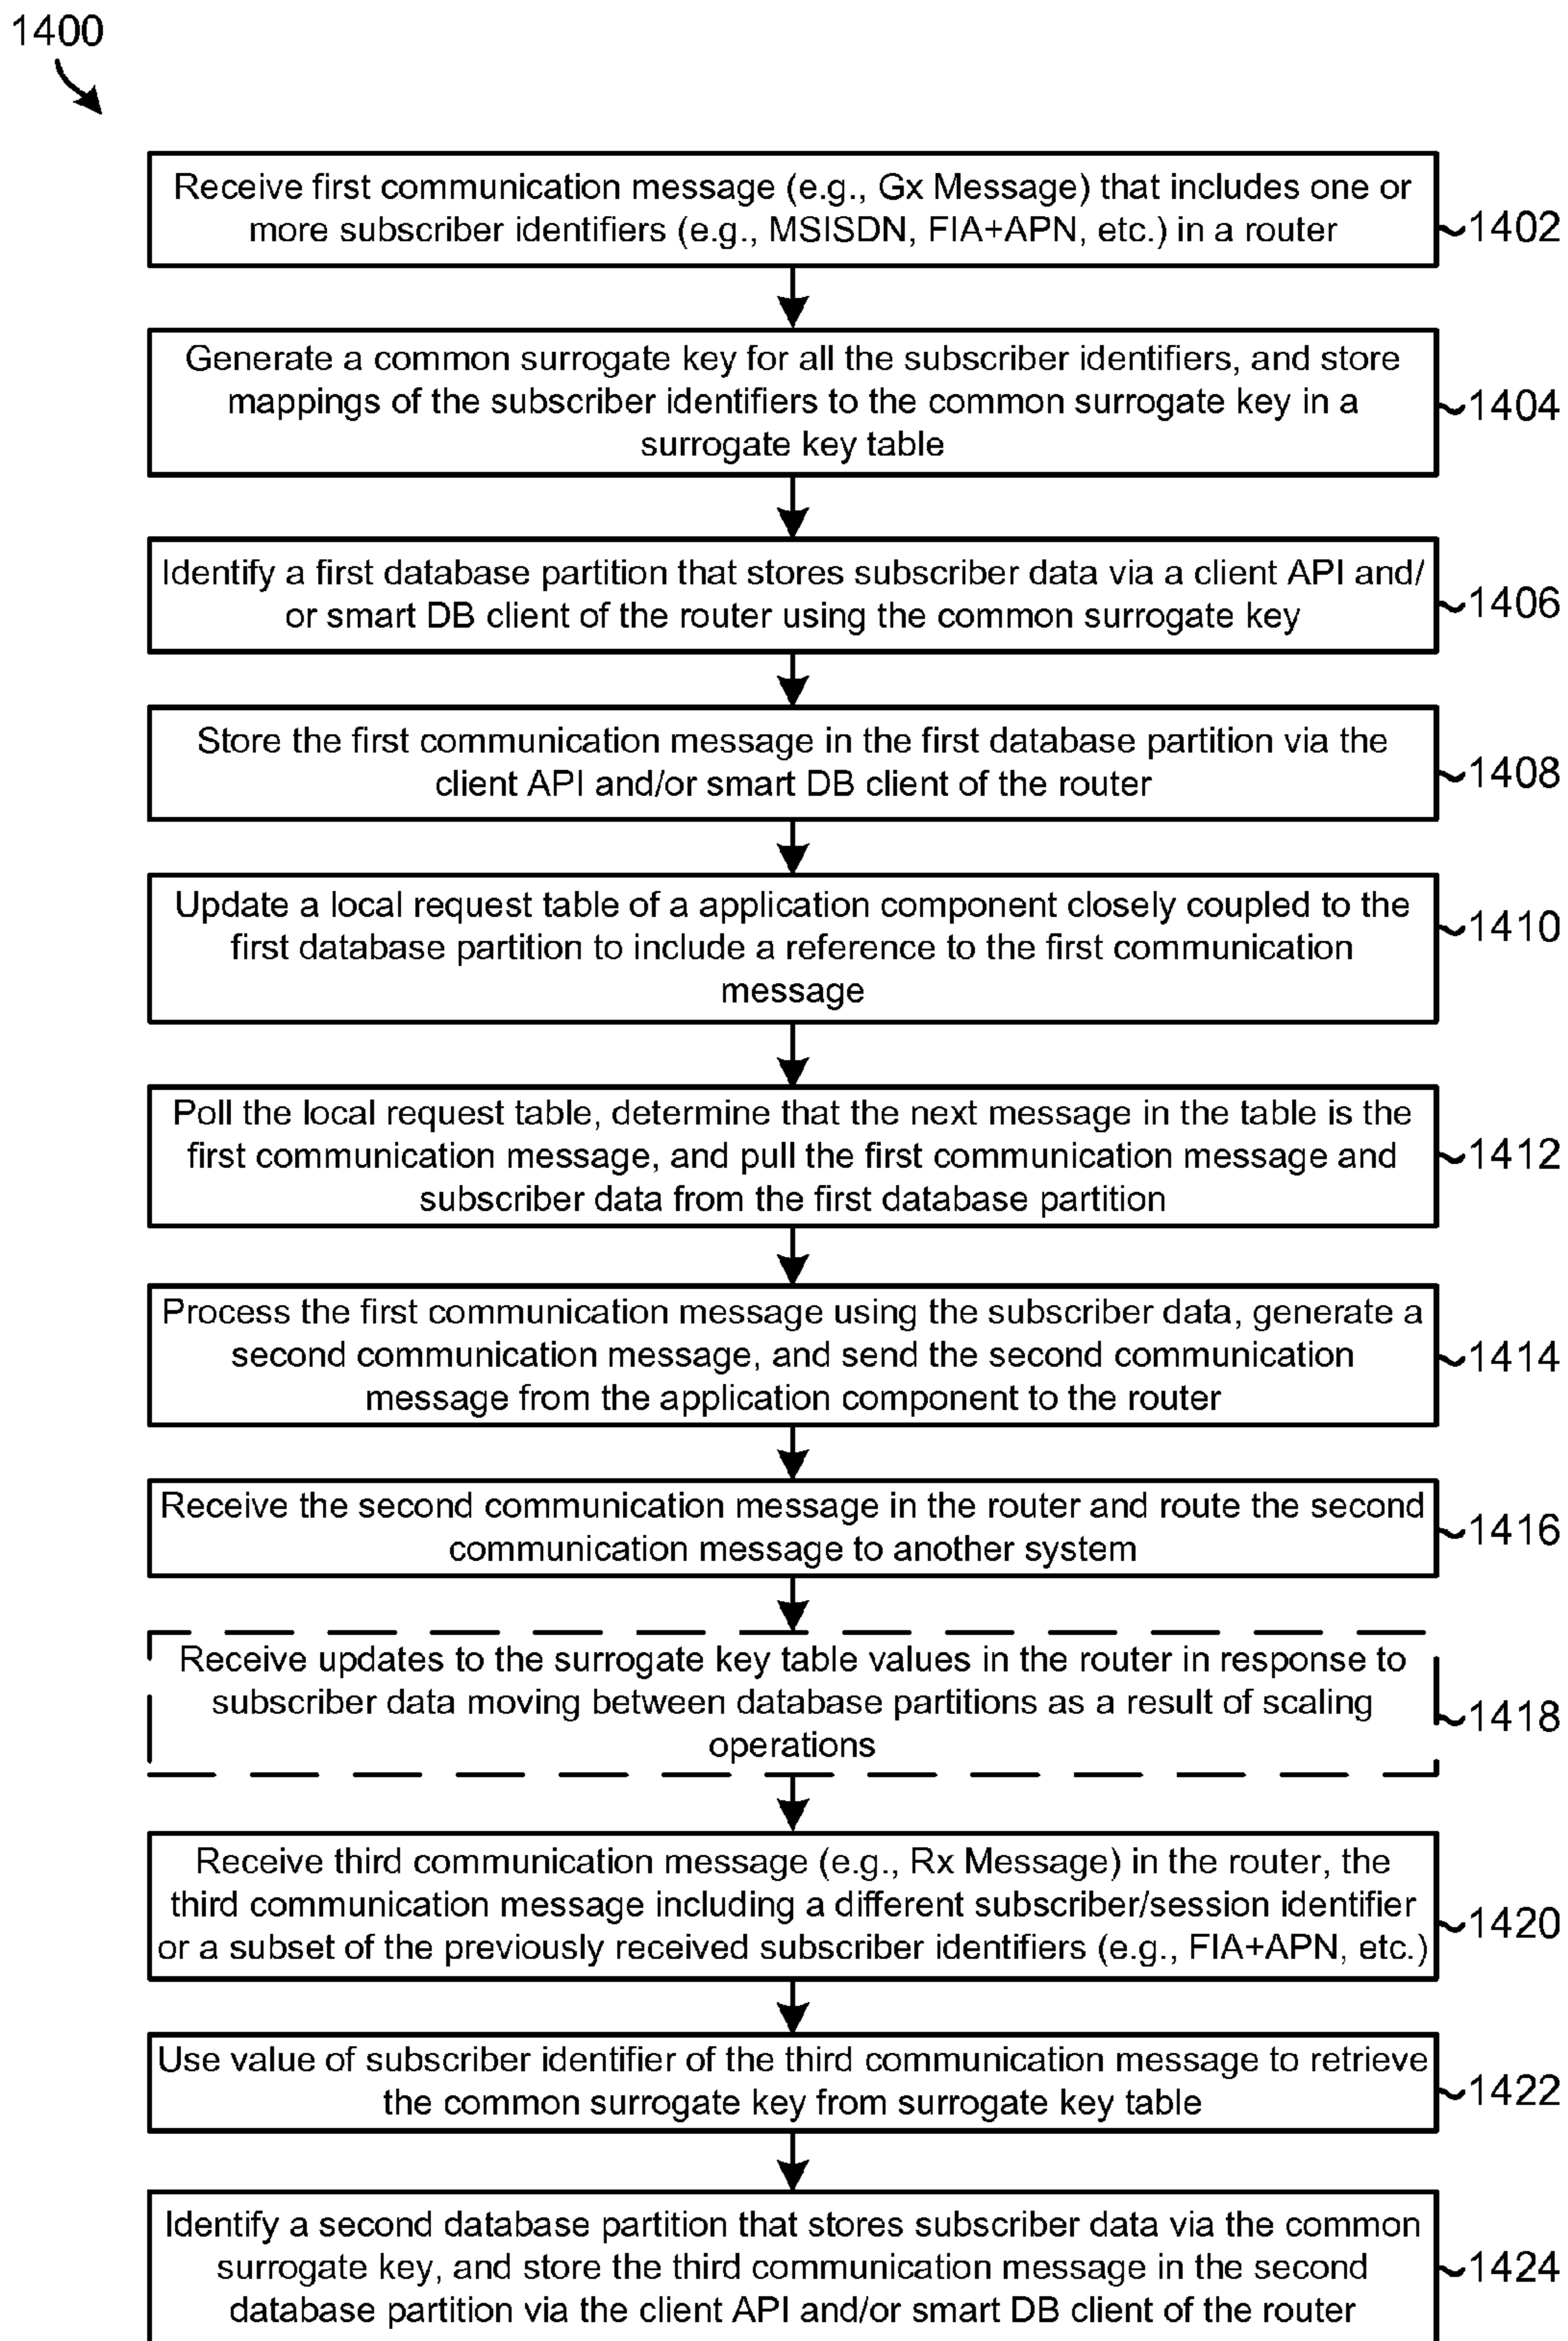 1400
Receive first communication message (e.g., Gx Message) that includes one or
more subscriber identifiers (e.g., MSISDN, FIA+APN, etc.) in a router
1402
Generate a common surrogate key for all the subscriber identifiers, and store
mappings of the subscriber identifiers to the common surrogate key in a
surrogate key table
1404
Identify a first database partition that stores subscriber data via a client API and/
or smart DB client of the router using the common surrogate key
1406
Store the first communication message in the first database partition via the
client API and/or smart DB client of the router
1408
Update a local request table of a application component closely coupled to the
first database partition to include a reference to the first communication
message
1410
Poll the local request table, determine that the next message in the table is the
first communication message, and pull the first communication message and
subscriber data from the first database partition
1412
Process the first communication message using the subscriber data, generate a
second communication message, and send the second communication
message from the application component to the router
1414
Receive the second communication message in the router and route the second
communication message to another system
1416
Receive updates to the surrogate key table values in the router in response to
subscriber data moving between database partitions as a result of scaling
operations
1418
Receive third communication message (e.g., Rx Message) in the router, the
third communication message including a different subscriber/session identifier
or a subset of the previously received subscriber identifiers (e.g., FIA+APN, etc.)
1420
Use value of subscriber identifier of the third communication message to retrieve
the common surrogate key from surrogate key table
1422
Identify a second database partition that stores subscriber data via the common
surrogate key, and store the third communication message in the second
database partition via the client API and/or smart DB client of the router
1424